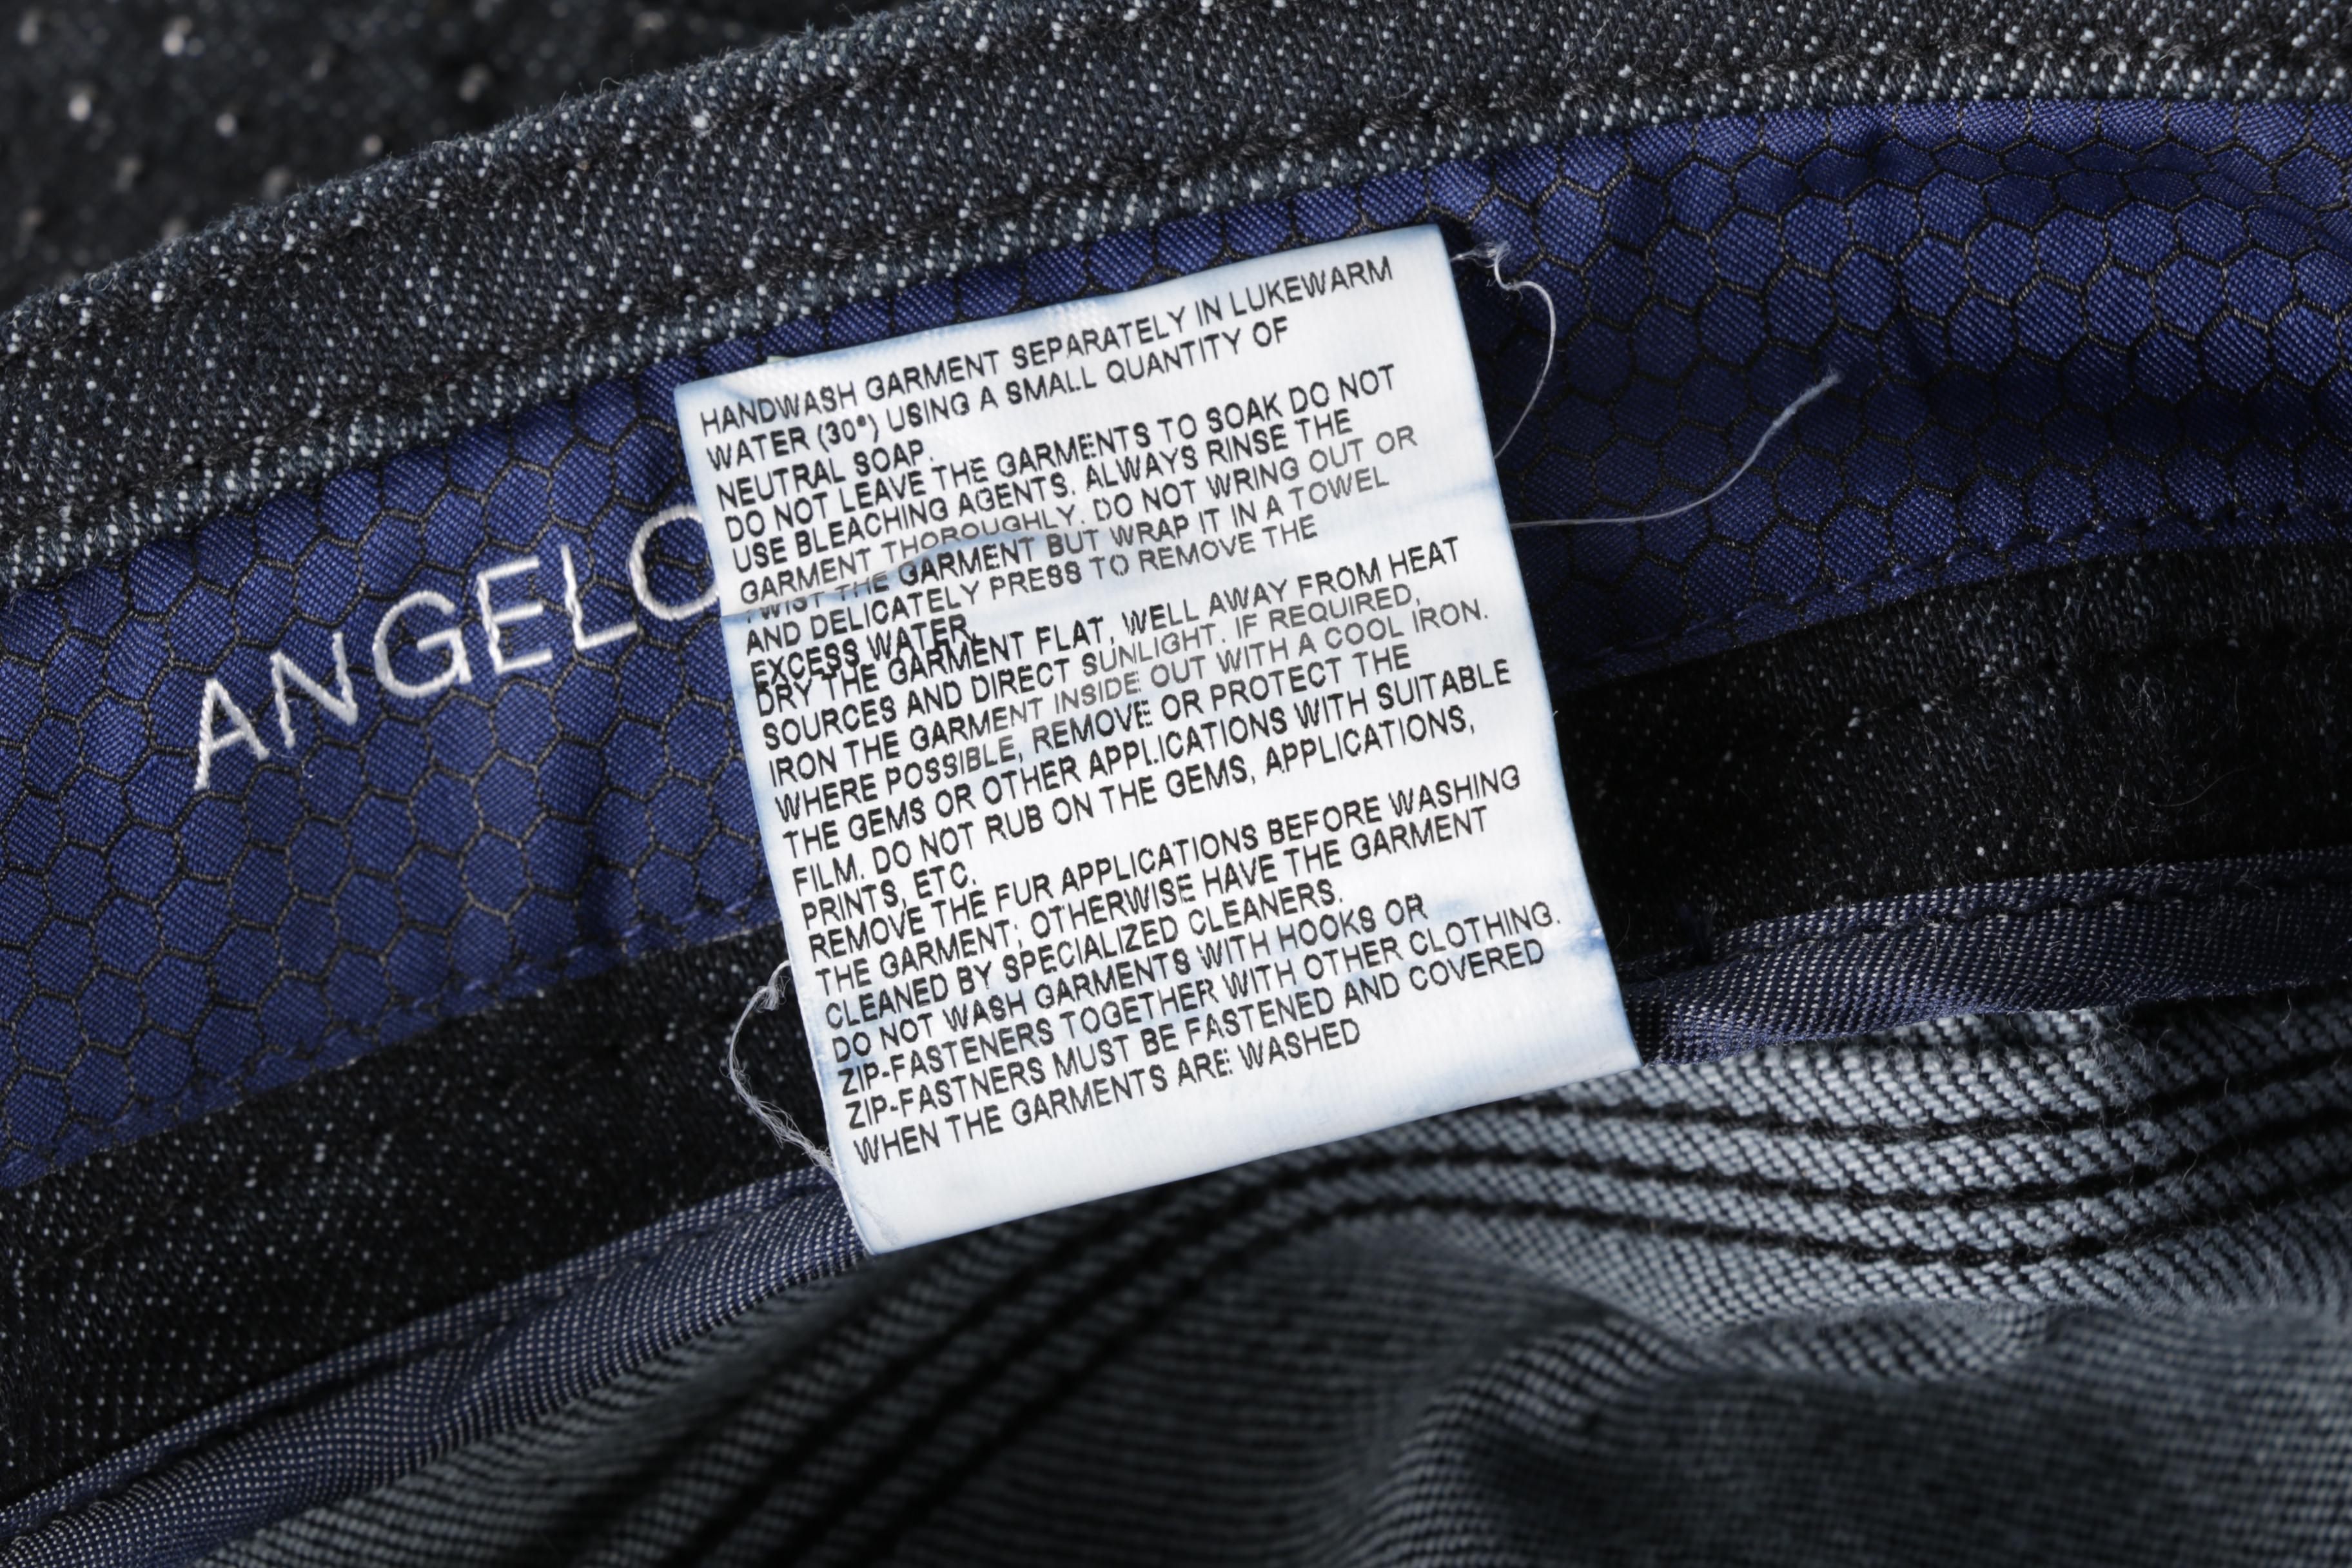 HANDWASH GARMENT SEPARATELY IN LUKEWARM
WATER (30°) USING A SMALL QUANTITY OF
NEUTRAL SOAP.
DO NOT LEAVE THE GARMENTS TO SOAK DO NOT
USE BLEACHING AGENTS. ALWAYS RINSE THE
GARMENT THOROUGHLY. DO NOT WRING OUT OR
TWIST THE GARMENT BUT WRAP IT IN A TOWEL
AND DELICATELY PRESS TO REMOVE THE
EXCESS WATER.
DRY THE GARMENT FLAT, WELL AWAY FROM HEAT
SOURCES AND DIRECT SUNLIGHT. IF REQUIRED,
IRON THE GARMENT INSIDE OUT WITH A COOL IRON.
WHERE POSSIBLE, REMOVE OR PROTECT THE
THE GEMS OR OTHER APPLICATIONS WITH SUITABLE
FILM. DO NOT RUB ON THE GEMS, APPLICATIONS,
PRINTS, ETC.
REMOVE THE FUR APPLICATIONS BEFORE WASHING
THE GARMENT; OTHERWISE HAVE THE GARMENT
CLEANED BY SPECIALIZED CLEANERS.
DO NOT WASH GARMENTS WITH HOOKS OR
ZIP-FASTENERS TOGETHER WITH OTHER CLOTHING.
ZIP-FASTNERS MUST BE FASTENED AND COVERED
WHEN THE GARMENTS ARE WASHED
ANGELO